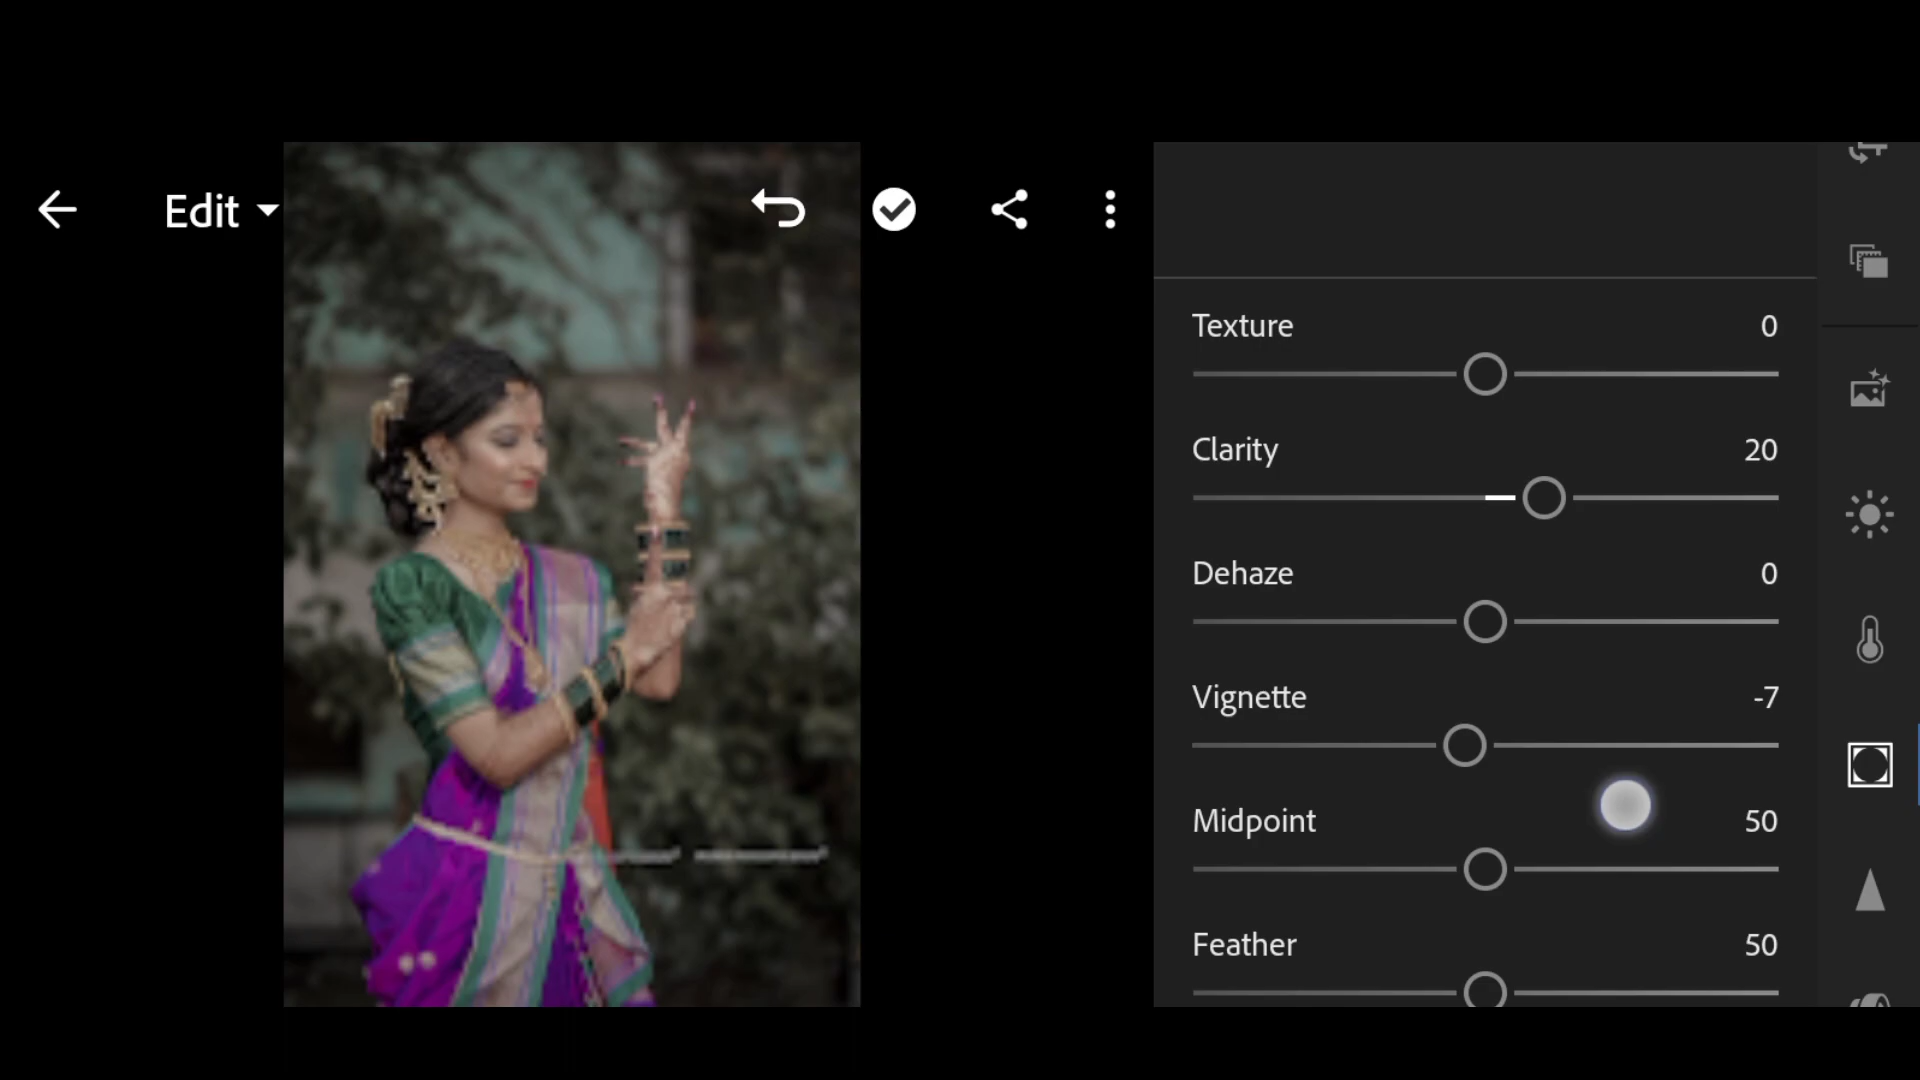 Edit
Texture 0
Clarity 20
Dehaze 0
Vignette -7
Midpoint 50
Feather 50